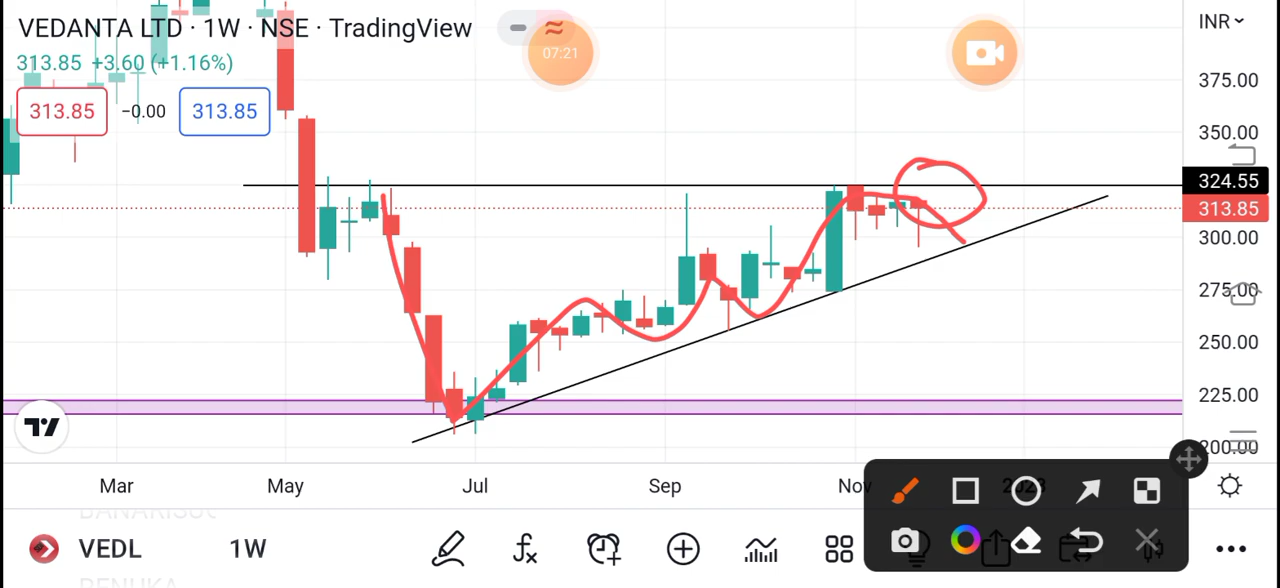 VEDANTA LTD · 1W · NSE · TradingView
07:21
INR
313.85 +3.60 (+1.16%)
313.85 −0.00 313.85
375.00
350.00
324.55
313.85
300.00
275.00
250.00
225.00
200.00
Mar May Jul Sep Nov 2023
VEDL 1W